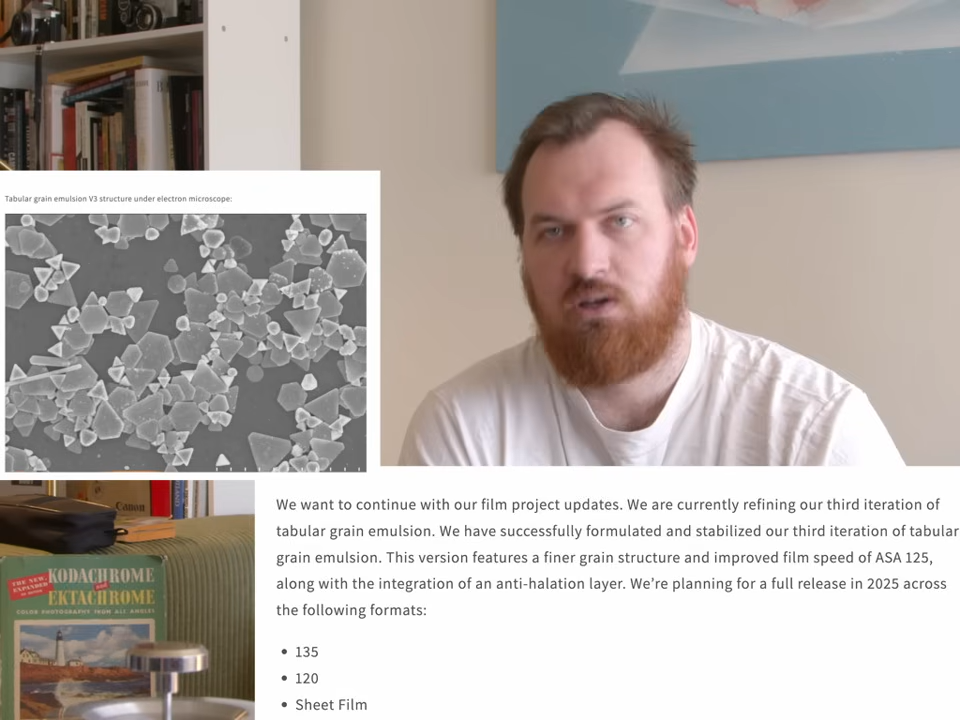 Tabular grain emulsion V3 structure under electron microscope:
Canon
THE NEW,
EXPANDED
KODACHROME
and
EKTACHROME
COLOR PHOTOGRAPHY FROM ALL ANGLES
We want to continue with our film project updates. We are currently refining our third iteration of
tabular grain emulsion. We have successfully formulated and stabilized our third iteration of tabular
grain emulsion. This version features a finer grain structure and improved film speed of ASA 125,
along with the integration of an anti-halation layer. We’re planning for a full release in 2025 across
the following formats:
• 135
• 120
• Sheet Film